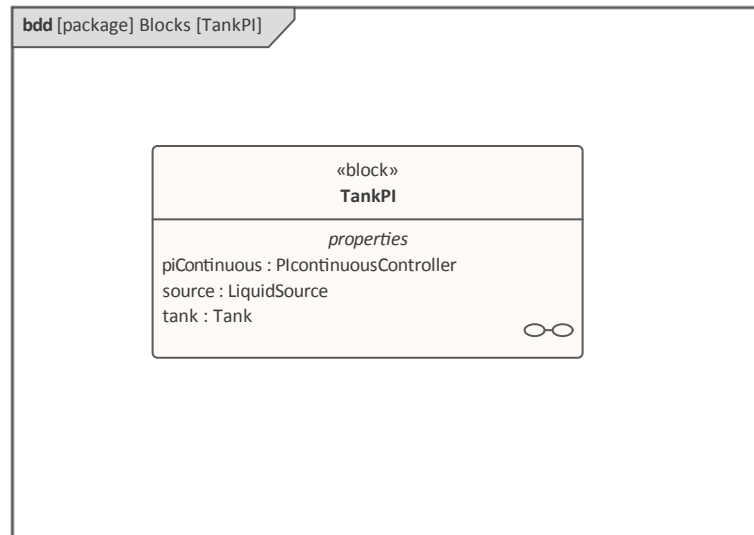 bdd [package] Blocks [TankPI]
«block»
TankPI
properties
piContinuous : PIcontinuousController
source : LiquidSource
tank : Tank